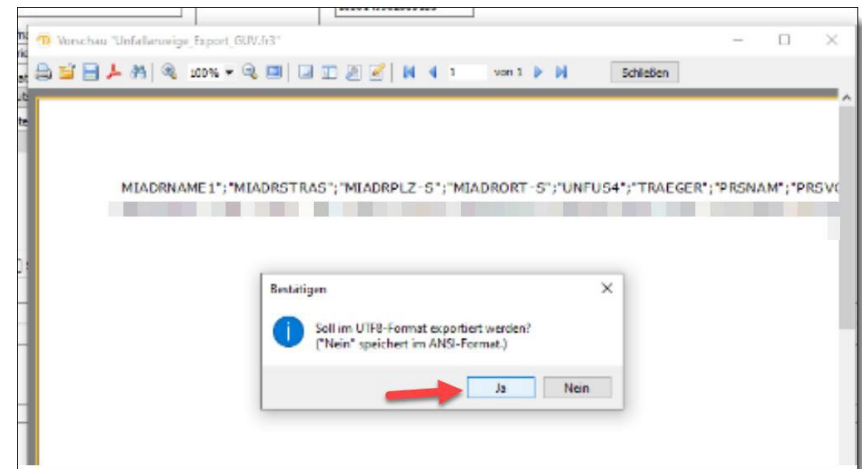 Vorschau "Unfallanzeige_Export_GUV.fr3"
100% 1 von 1 Schließen
MIADRNAME1";"MIADRSTRAS";"MIADRPLZ-S";"MIADRORT-S";"UNFUS4";"TRAEGER";"PRSNAM";"PRSVO
Bestätigen
Soll im UTF8-Format exportiert werden?
("Nein" speichert im ANSI-Format.)
Ja Nein